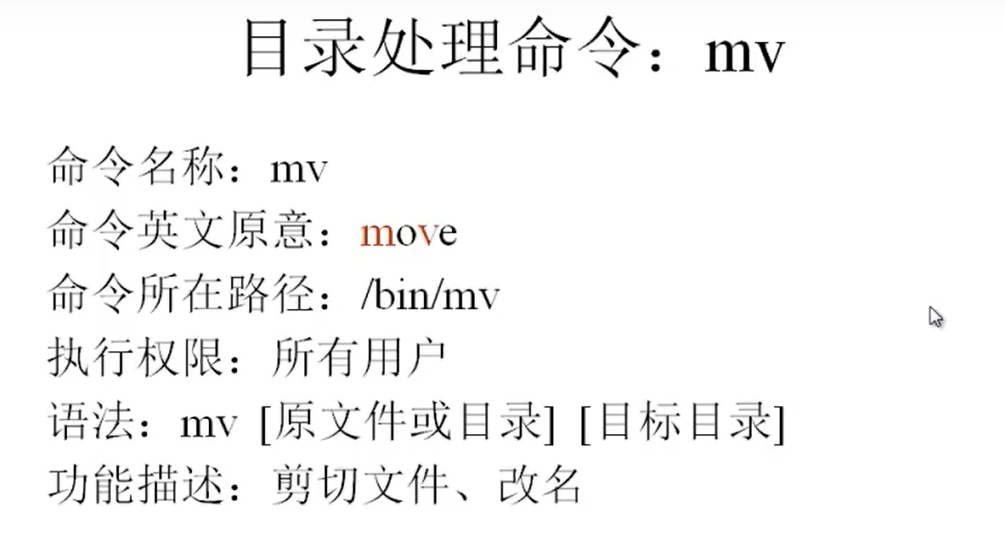 目录处理命令：mv
命令名称：mv
命令英文原意：move
命令所在路径：/bin/mv
执行权限：所有用户
语法：mv [原文件或目录] [目标目录]
功能描述：剪切文件、改名